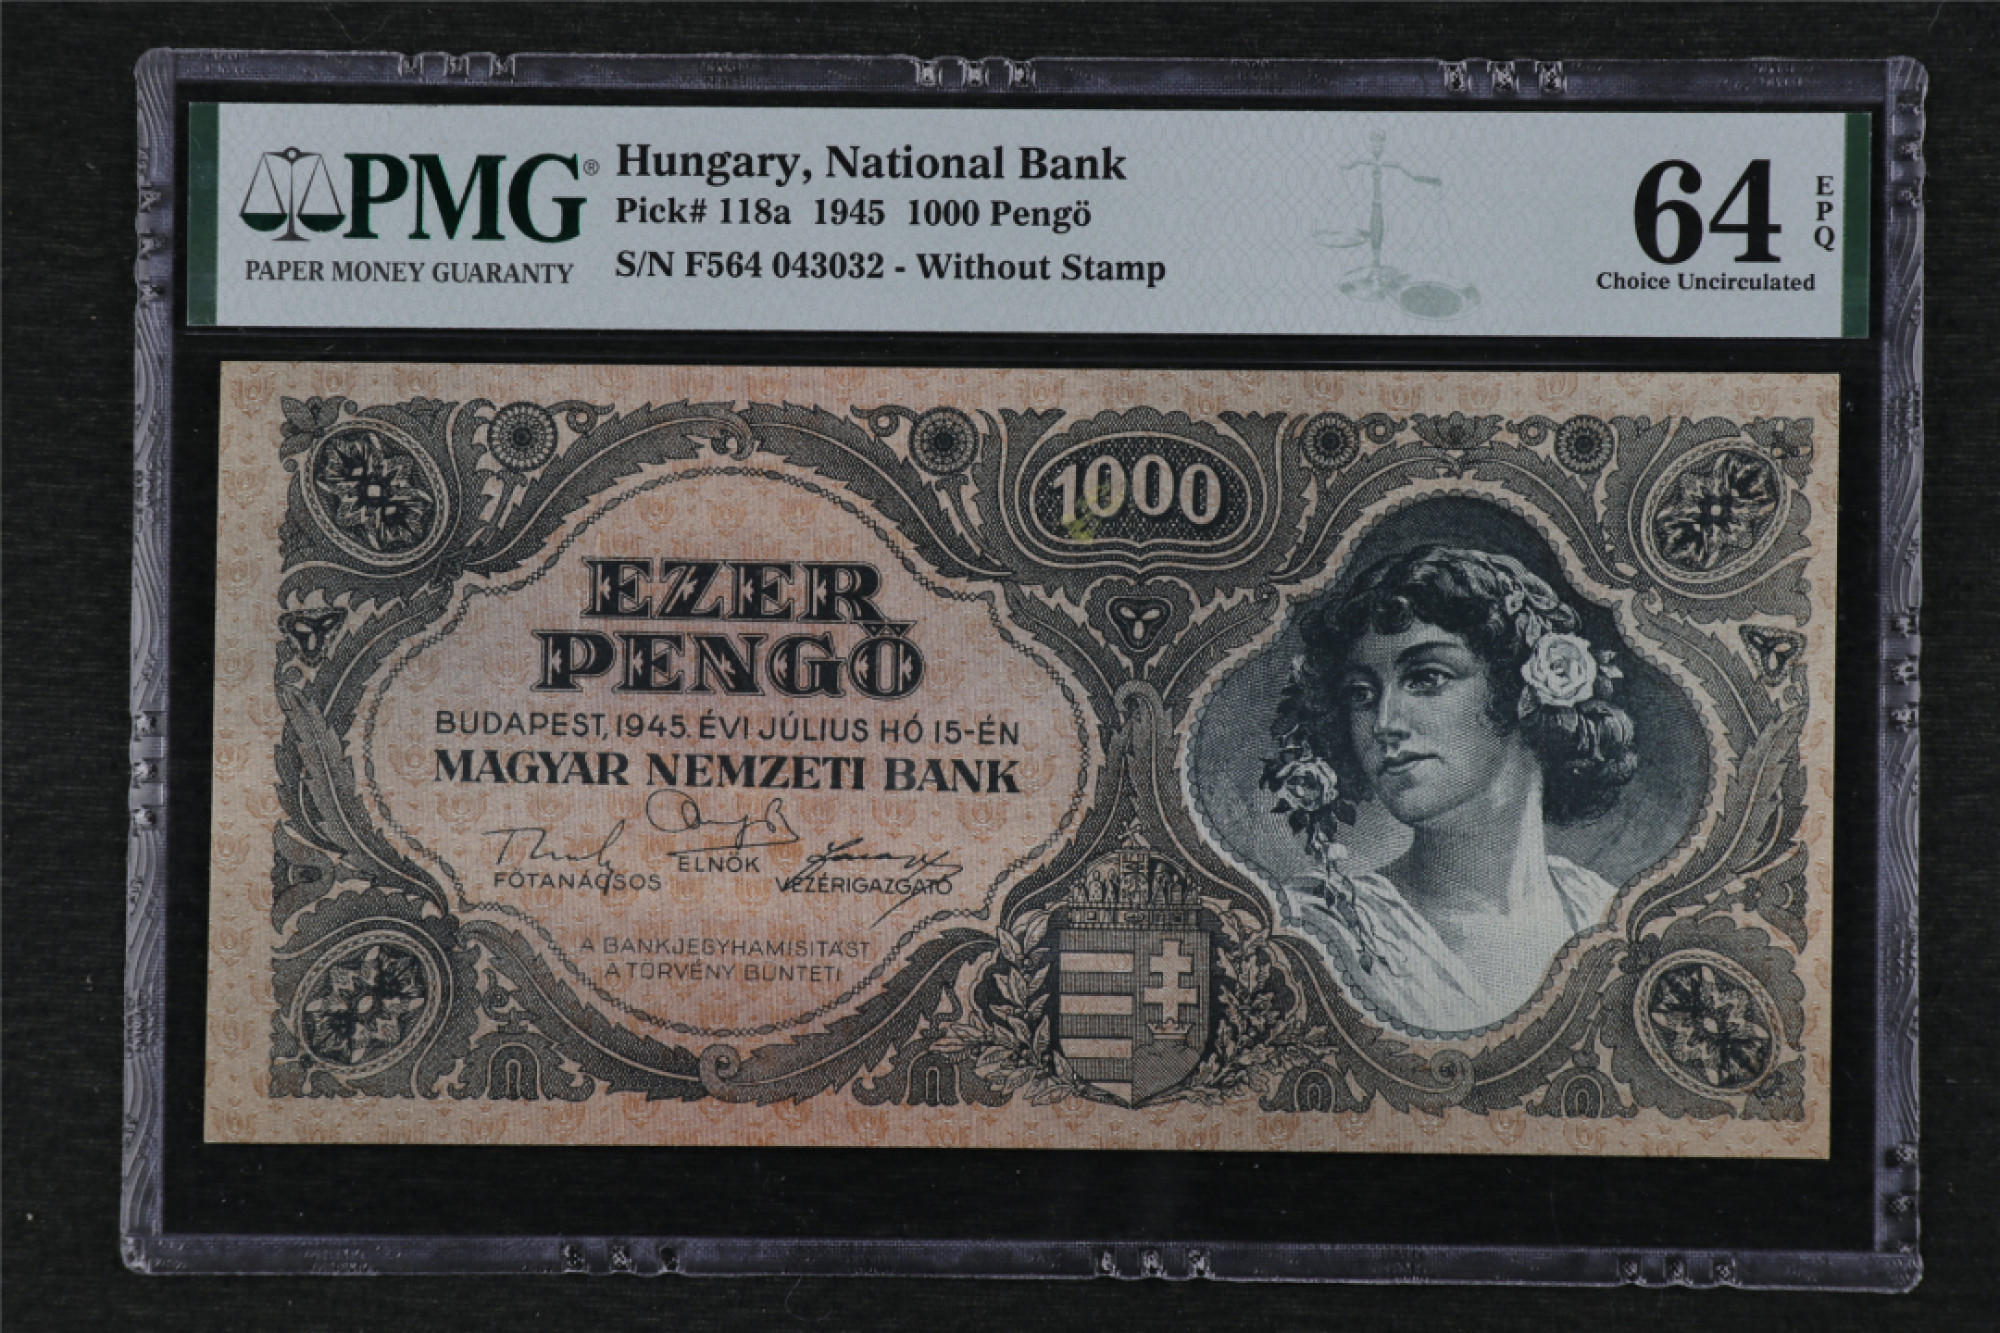 PMG®
PAPER MONEY GUARANTY
Hungary, National Bank
Pick# 118a 1945 1000 Pengö
S/N F564 043032 - Without Stamp
64
EPQ
Choice Uncirculated
1000
EZER
PENGŐ
BUDAPEST, 1945. ÉVI JÚLIUS HÓ 15-ÉN
MAGYAR NEMZETI BANK
FŐTANÁCSOS
ELNÖK
VEZÉRIGAZGATÓ
A BANKJEGYHAMISITÁST
A TÖRVÉNY BÜNTETI